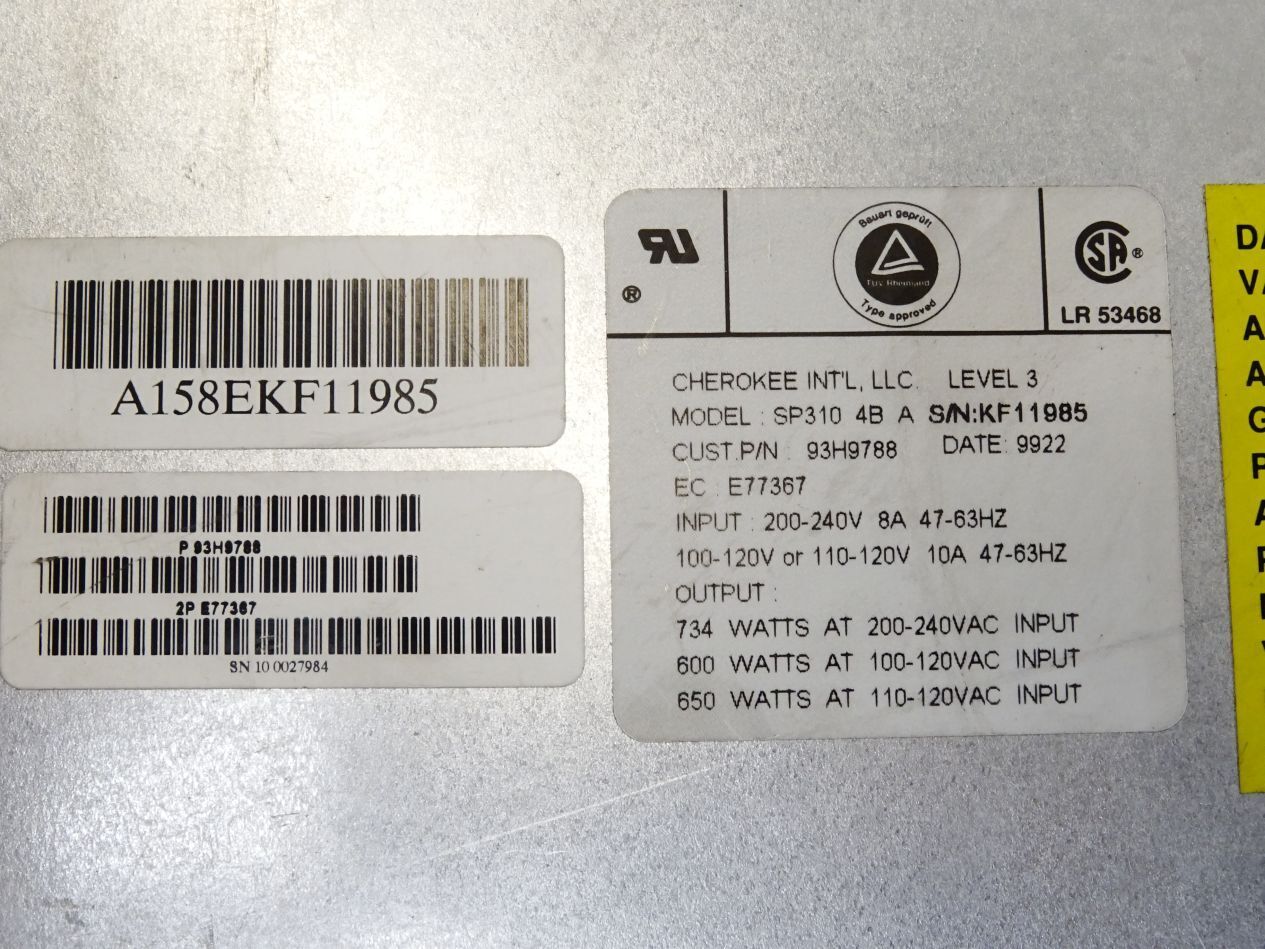 A158EKF11985
P 93H9788
2P E77367
SN 10 0027984
®
Bauart geprüft
TÜV Rheinland
Type approved
SA ®
LR 53468
CHEROKEE INT'L, LLC. LEVEL 3
MODEL : SP310 4B A S/N:KF11985
CUST.P/N : 93H9788 DATE: 9922
EC : E77367
INPUT : 200-240V 8A 47-63HZ
100-120V or 110-120V 10A 47-63HZ
OUTPUT :
734 WATTS AT 200-240VAC INPUT
600 WATTS AT 100-120VAC INPUT
650 WATTS AT 110-120VAC INPUT